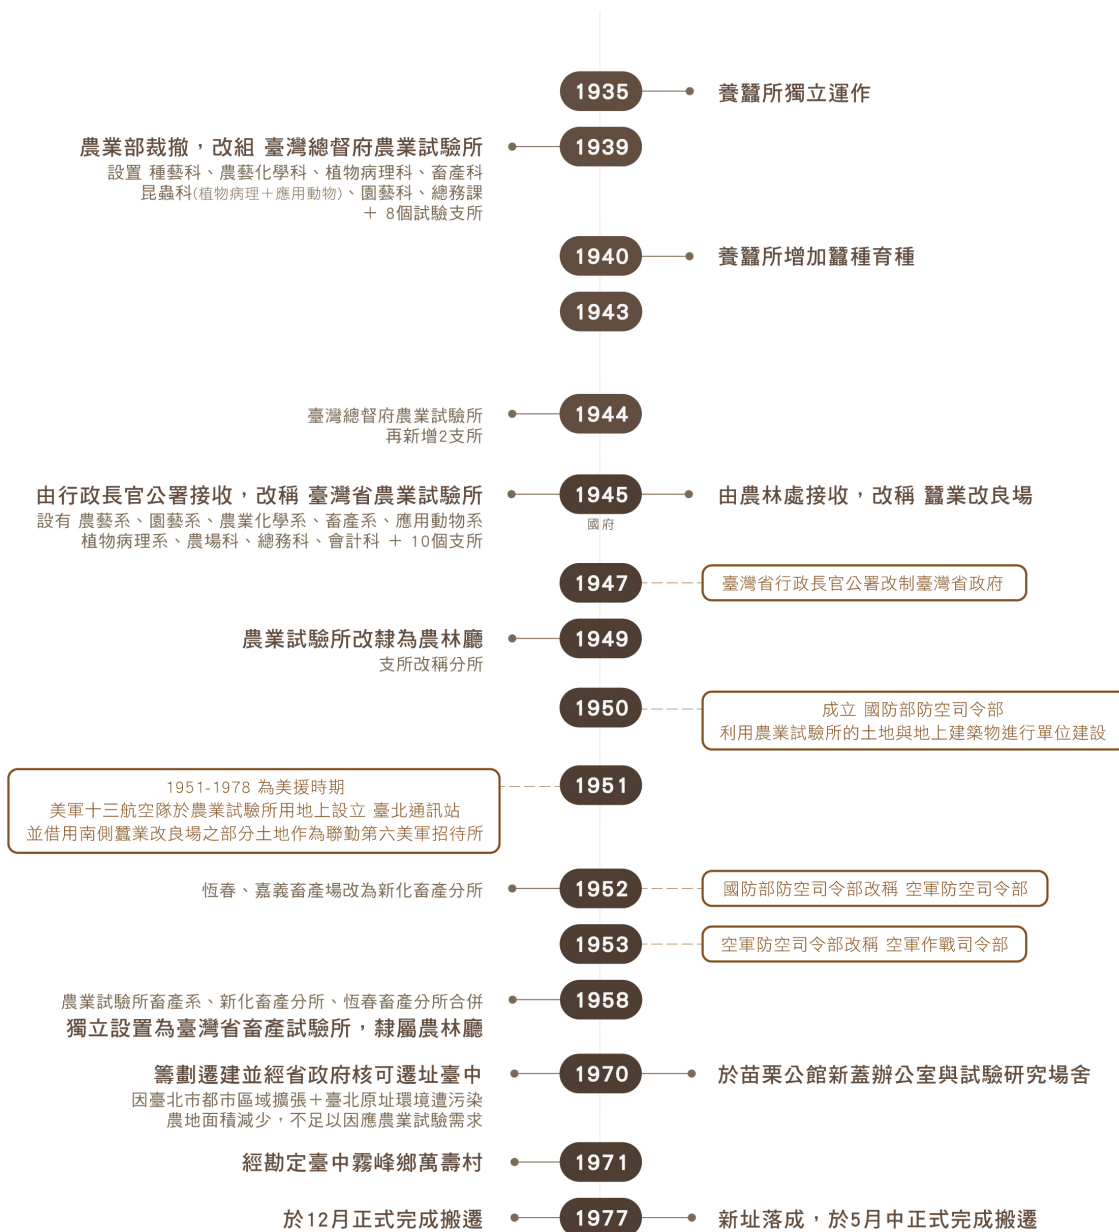 1935
養蠶所獨立運作
農業部裁撤，改組 臺灣總督府農業試驗所
1939
設置 種藝科、農藝化學科、植物病理科、畜產科
昆蟲科(植物病理＋應用動物)、園藝科、總務課
＋ 8個試驗支所
1940
養蠶所增加蠶種育種
1943
臺灣總督府農業試驗所
再新增2支所
1944
由行政長官公署接收，改稱 臺灣省農業試驗所
設有 農藝系、園藝系、農業化學系、畜產系、應用動物系
植物病理系、農場科、總務科、會計科 ＋ 10個支所
1945
國府
由農林處接收，改稱 蠶業改良場
1947
臺灣省行政長官公署改制臺灣省政府
農業試驗所改隸為農林廳
支所改稱分所
1949
1950
成立 國防部防空司令部
利用農業試驗所的土地與地上建築物進行單位建設
1951-1978 為美援時期
美軍十三航空隊於農業試驗所用地上設立 臺北通訊站
並借用南側蠶業改良場之部分土地作為聯勤第六美軍招待所
1951
恆春、嘉義畜產場改為新化畜產分所
1952
國防部防空司令部改稱 空軍防空司令部
1953
空軍防空司令部改稱 空軍作戰司令部
農業試驗所畜產系、新化畜產分所、恆春畜產分所合併
獨立設置為臺灣省畜產試驗所，隸屬農林廳
1958
籌劃遷建並經省政府核可遷址臺中
因臺北市都市區域擴張＋臺北原址環境遭污染
農地面積減少，不足以因應農業試驗需求
1970
於苗栗公館新蓋辦公室與試驗研究場舍
經勘定臺中霧峰鄉萬壽村
1971
於12月正式完成搬遷
1977
新址落成，於5月中正式完成搬遷